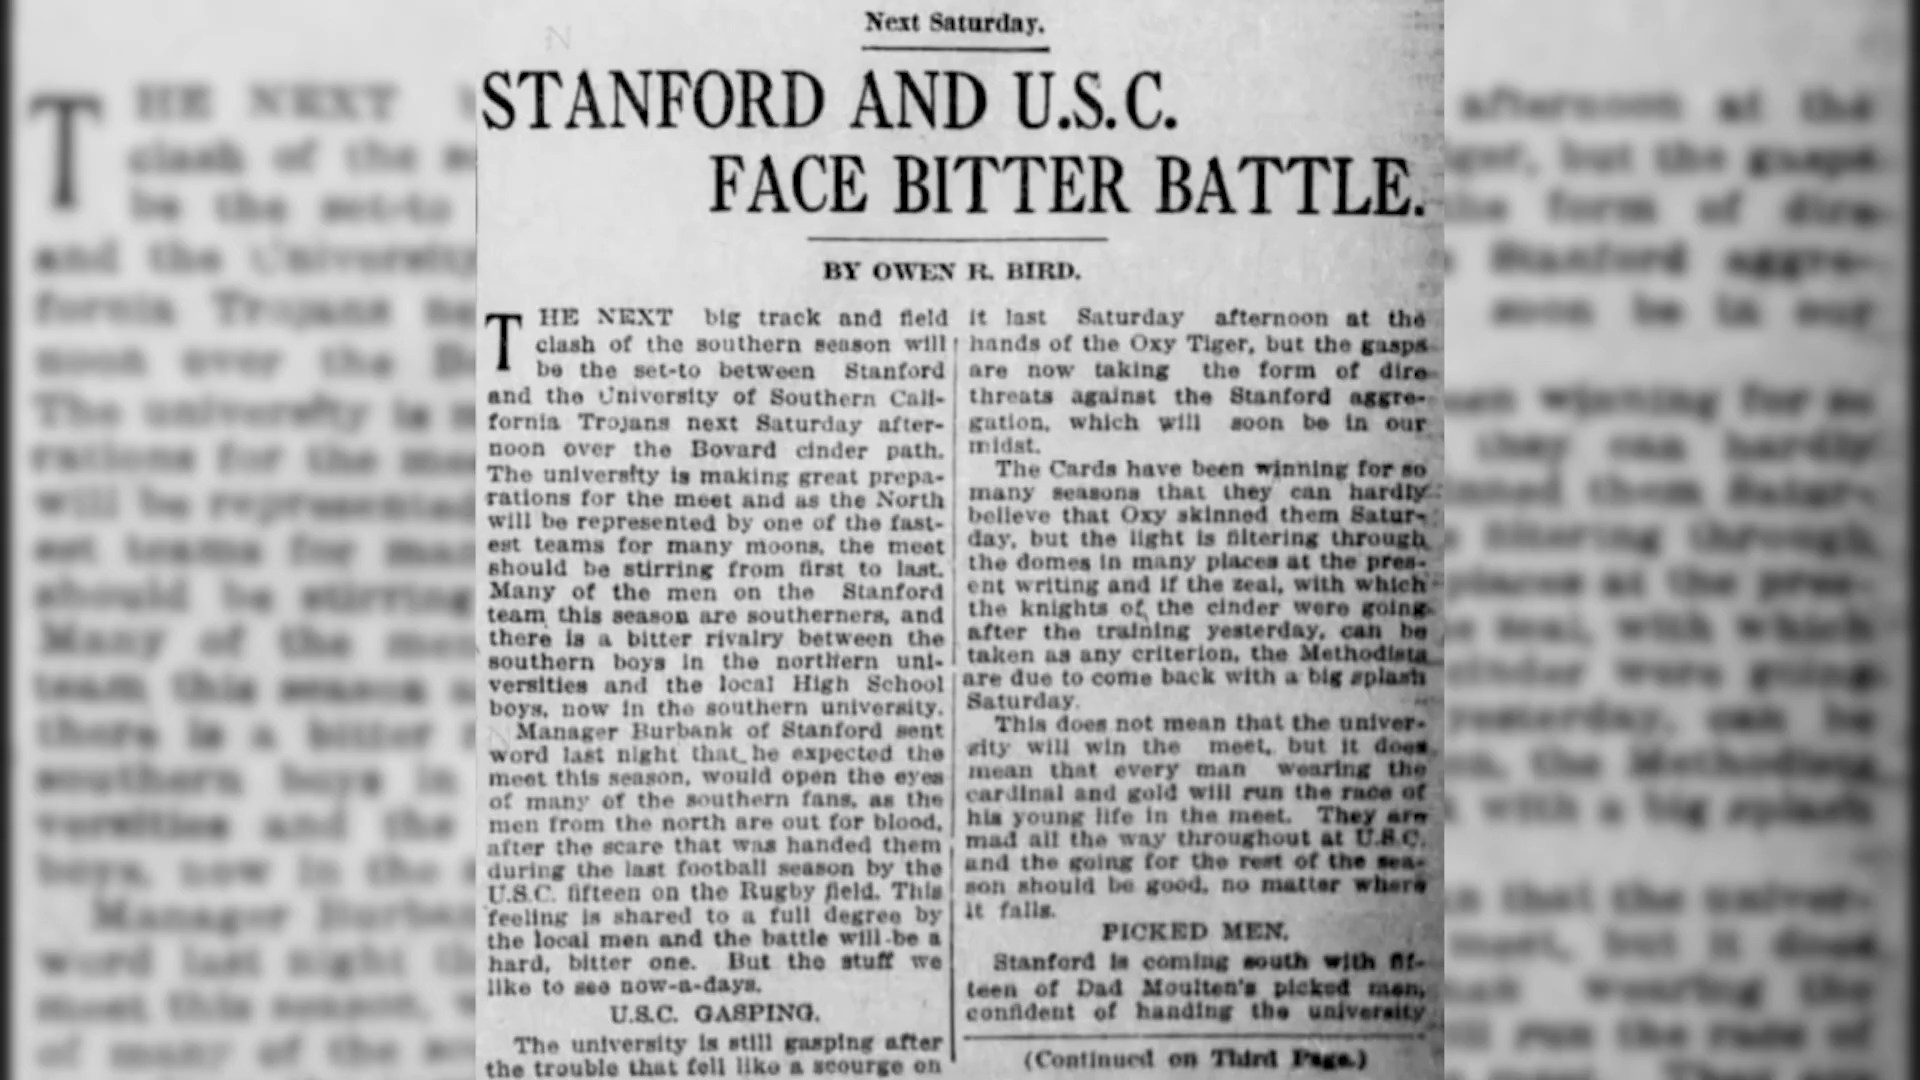 Next Saturday.
STANFORD AND U.S.C.
FACE BITTER BATTLE.
BY OWEN R. BIRD.
THE NEXT big track and field
clash of the southern season will
be the set-to between Stanford
and the University of Southern Cali-
fornia Trojans next Saturday after-
noon over the Bovard cinder path.
The university is making great prepa-
rations for the meet and as the North
will be represented by one of the fast-
est teams for many moons, the meet
should be stirring from first to last.
Many of the men on the Stanford
team this season are southerners, and
there is a bitter rivalry between the
southern boys in the northern uni-
versities and the local High School
boys, now in the southern university.
Manager Burbank of Stanford sent
word last night that he expected the
meet this season, would open the eyes
of many of the southern fans, as the
men from the north are out for blood,
after the scare that was handed them
during the last football season by the
U.S.C. fifteen on the Rugby field. This
feeling is shared to a full degree by
the local men and the battle will be a
hard, bitter one. But the stuff we
like to see now-a-days.
U.S.C. GASPING.
The university is still gasping after
the trouble that fell like a scourge on
it last Saturday afternoon at the
hands of the Oxy Tiger, but the gasps
are now taking the form of dire
threats against the Stanford aggre-
gation, which will soon be in our
midst.
The Cards have been winning for so
many seasons that they can hardly
believe that Oxy skinned them Satur-
day, but the light is filtering through
the domes in many places at the pres-
ent writing and if the zeal, with which
the knights of the cinder were going
after the training yesterday, can be
taken as any criterion, the Methodists
are due to come back with a big splash
Saturday.
This does not mean that the univer-
sity will win the meet, but it does
mean that every man wearing the
cardinal and gold will run the race of
his young life in the meet. They are
mad all the way throughout at U.S.C.
and the going for the rest of the sea-
son should be good, no matter where
it falls.
PICKED MEN.
Stanford is coming south with fif-
teen of Dad Moulten's picked men,
confident of handing the university
(Continued on Third Page.)